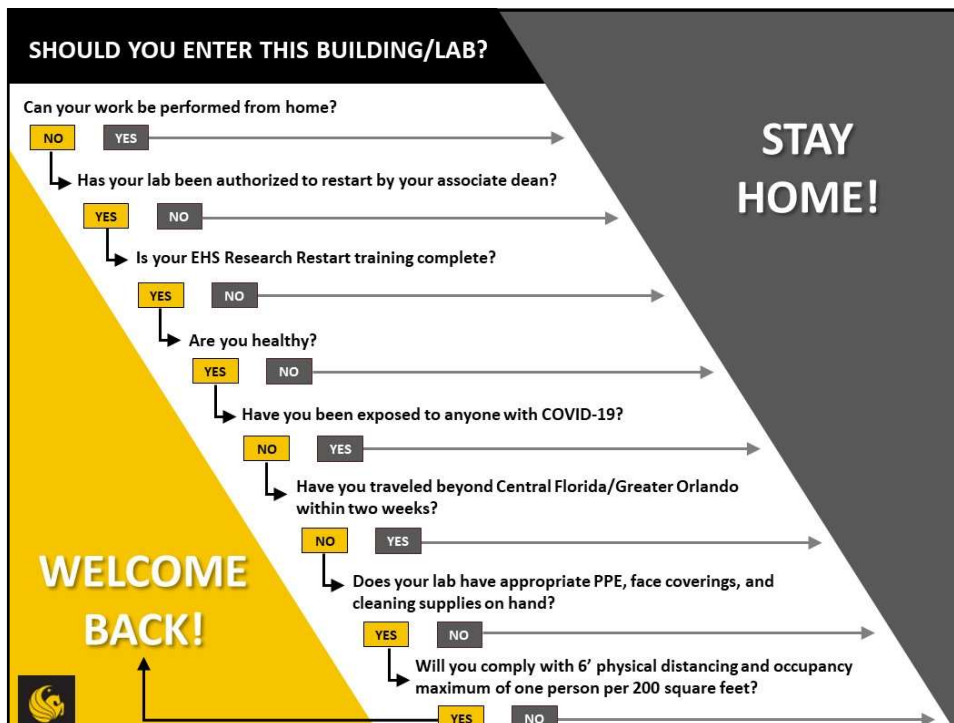 SHOULD YOU ENTER THIS BUILDING/LAB?
Can your work be performed from home?
NO YES
STAY
HOME!
Has your lab been authorized to restart by your associate dean?
YES NO
Is your EHS Research Restart training complete?
YES NO
Are you healthy?
YES NO
Have you been exposed to anyone with COVID-19?
NO YES
Have you traveled beyond Central Florida/Greater Orlando
within two weeks?
NO YES
WELCOME
BACK!
Does your lab have appropriate PPE, face coverings, and
cleaning supplies on hand?
YES NO
Will you comply with 6' physical distancing and occupancy
maximum of one person per 200 square feet?
YES NO